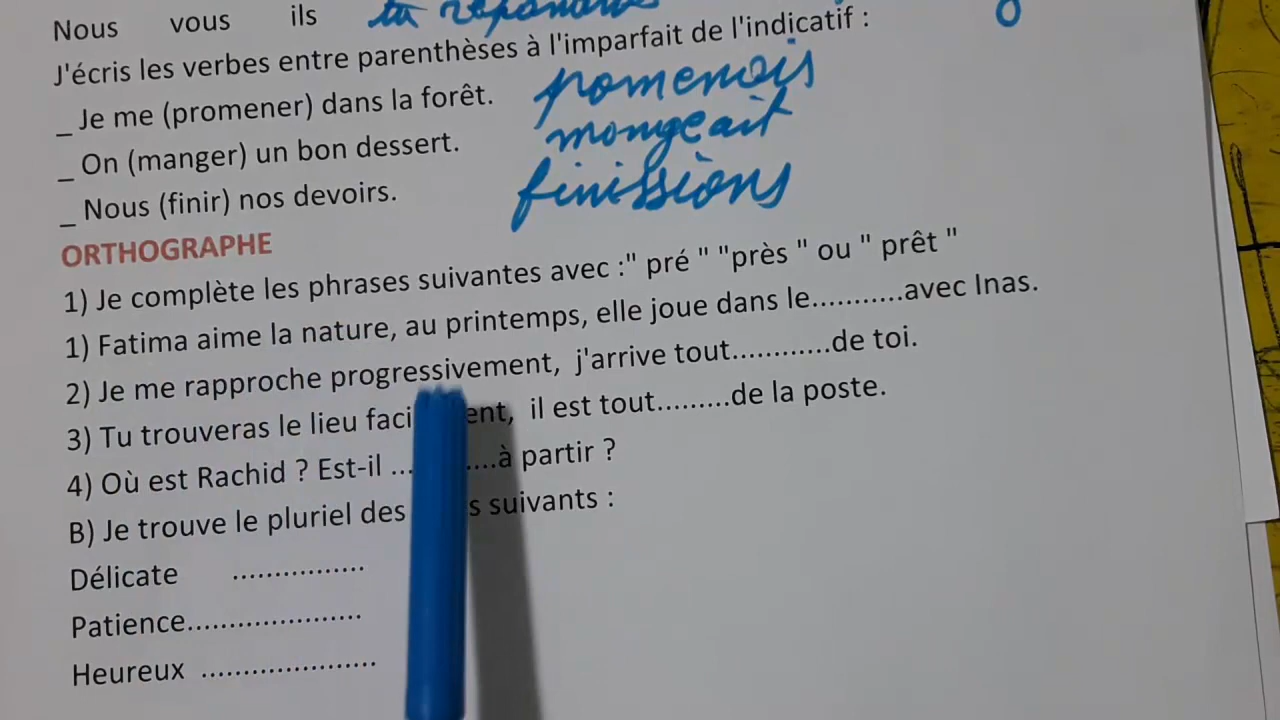 Nous vous ils tu
J'écris les verbes entre parenthèses à l'imparfait de l'indicatif :
_ Je me (promener) dans la forêt. pomenais
_ On (manger) un bon dessert. mangeait
_ Nous (finir) nos devoirs. finissions
ORTHOGRAPHE
1) Je complète les phrases suivantes avec :" pré " "près " ou " prêt "
1) Fatima aime la nature, au printemps, elle joue dans le...........avec Inas.
2) Je me rapproche progressivement, j'arrive tout............de toi.
3) Tu trouveras le lieu faci ent, il est tout.........de la poste.
4) Où est Rachid ? Est-il ... ....à partir ?
B) Je trouve le pluriel des s suivants :
Délicate ................
Patience.....................
Heureux .....................